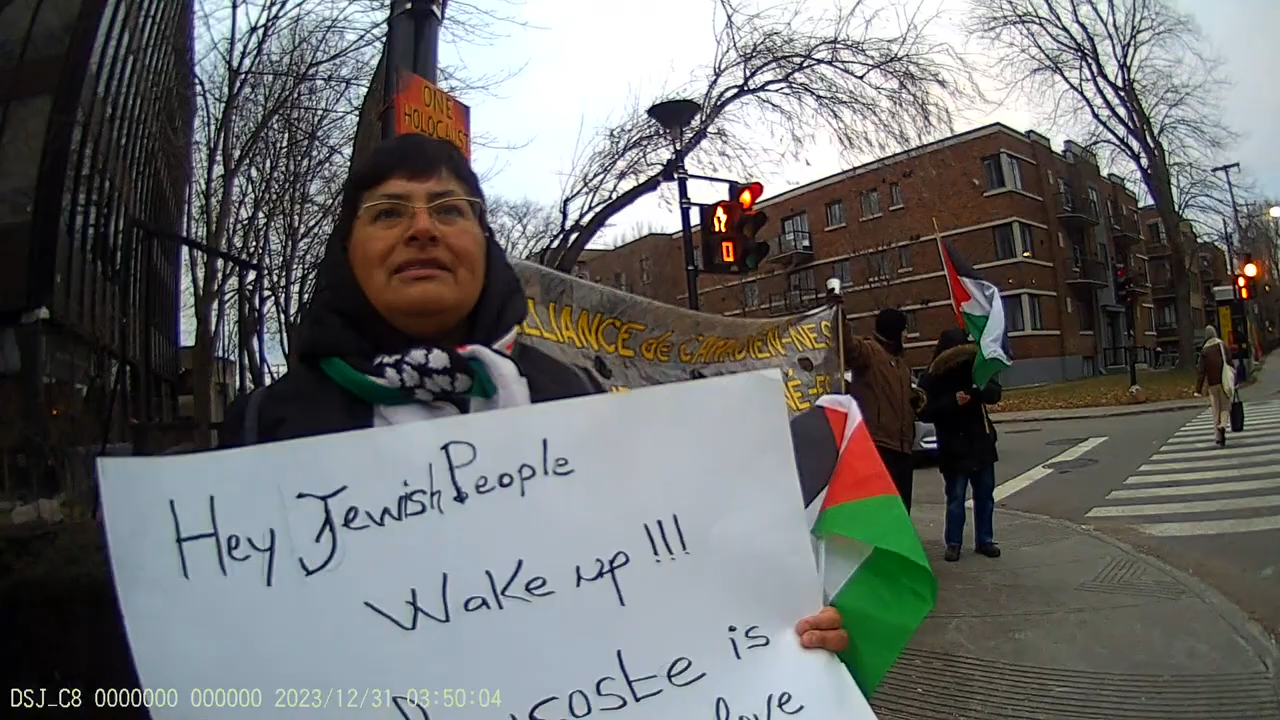 ONE
HOLOCAUST
LLIANCE de CANADIEN-NES
É-E
Hey Jewish People
Wake up !!!
is
love
DSJ_C8 0000000 000000 2023/12/31 03:50:04